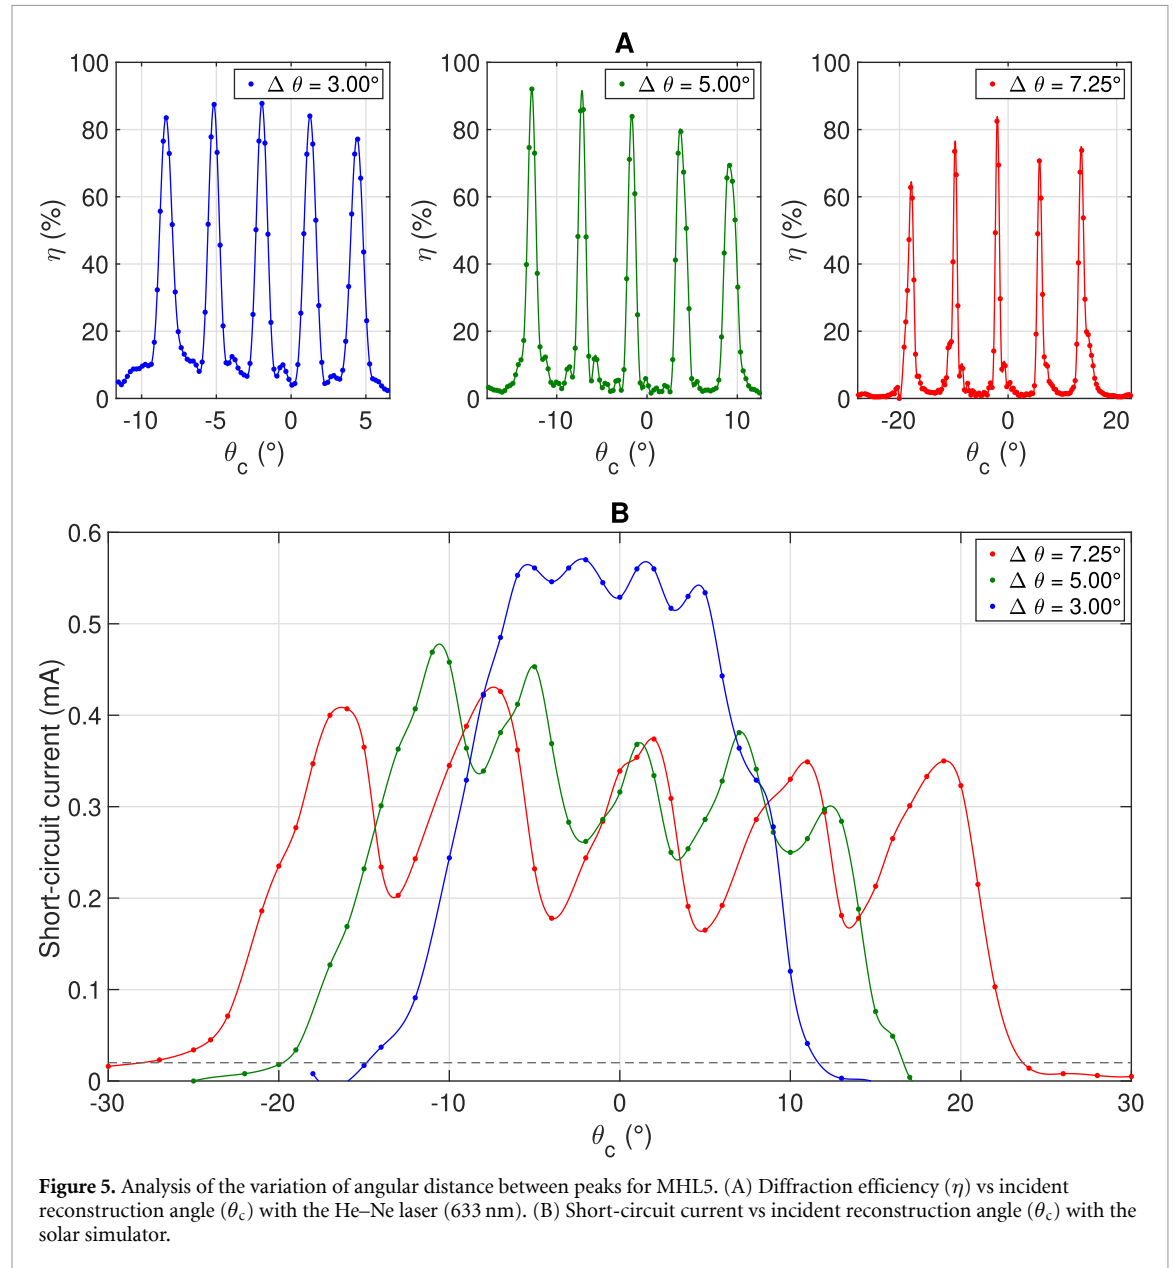 A
Δ θ = 3.00°
Δ θ = 5.00°
Δ θ = 7.25°
100
80
60
40
20
0
η (%)
-10
-5
0
5
θc (°)
100
80
60
40
20
0
η (%)
-10
0
10
θc (°)
100
80
60
40
20
0
η (%)
-20
0
20
θc (°)
B
Δ θ = 7.25°
Δ θ = 5.00°
Δ θ = 3.00°
0.6
0.5
0.4
0.3
0.2
0.1
0
Short-circuit current (mA)
-30
-20
-10
0
10
20
30
θc (°)
Figure 5. Analysis of the variation of angular distance between peaks for MHL5. (A) Diffraction efficiency (η) vs incident
reconstruction angle (θc) with the He–Ne laser (633 nm). (B) Short-circuit current vs incident reconstruction angle (θc) with the
solar simulator.